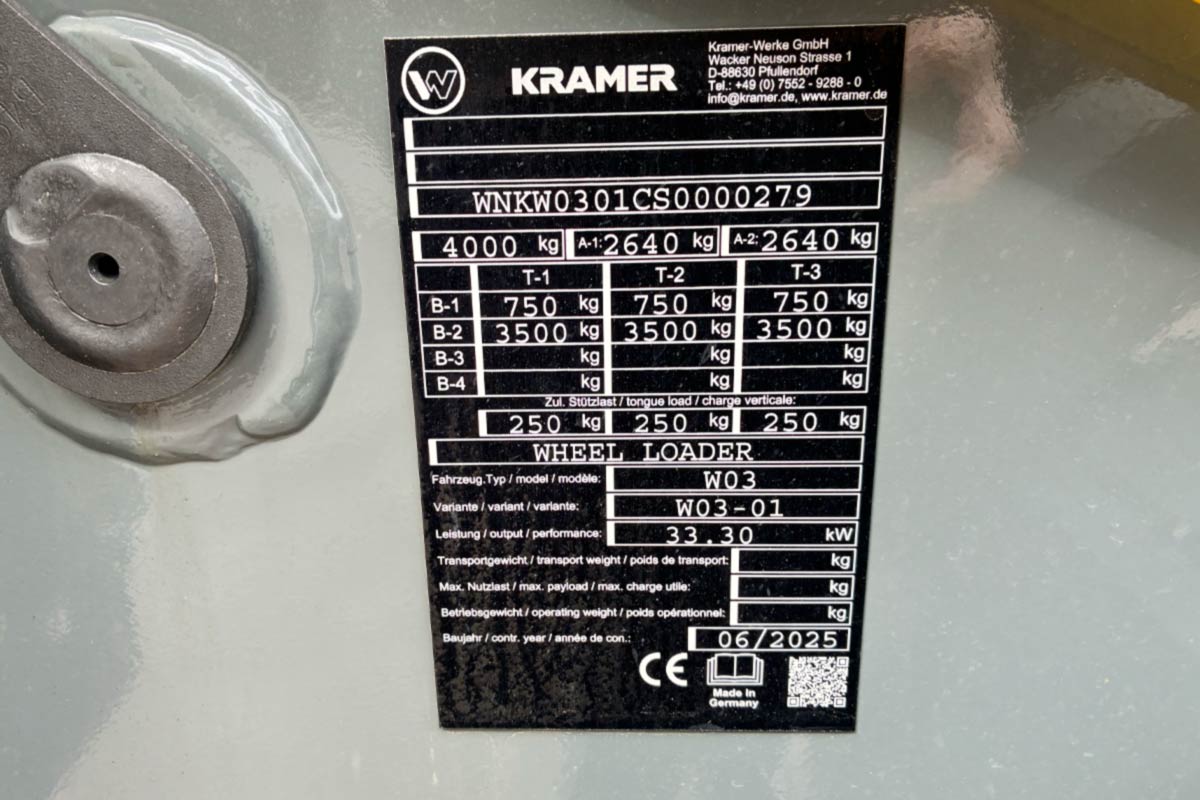 W
KRAMER
Kramer-Werke GmbH
Wacker Neuson Strasse 1
D-88630 Pfullendorf
Tel.: +49 (0) 7552 - 9288 - 0
info@kramer.de, www.kramer.de
WNKW0301CS0000279
4000 kg A-1: 2640 kg A-2: 2640 kg
T-1 T-2 T-3
B-1 750 kg 750 kg 750 kg
B-2 3500 kg 3500 kg 3500 kg
B-3 kg kg kg
B-4 kg kg kg
Zul. Stützlast / tongue load / charge verticale:
250 kg 250 kg 250 kg
WHEEL LOADER
Fahrzeug.Typ / model / modèle: W03
Variante / variant / variante: W03-01
Leistung / output / performance: 33.30 kW
Transportgewicht / transport weight / poids de transport: kg
Max. Nutzlast / max. payload / max. charge utile: kg
Betriebsgewicht / operating weight / poids opérationnel: kg
Baujahr / contr. year / année de con.: 06/2025
CE
Made in
Germany